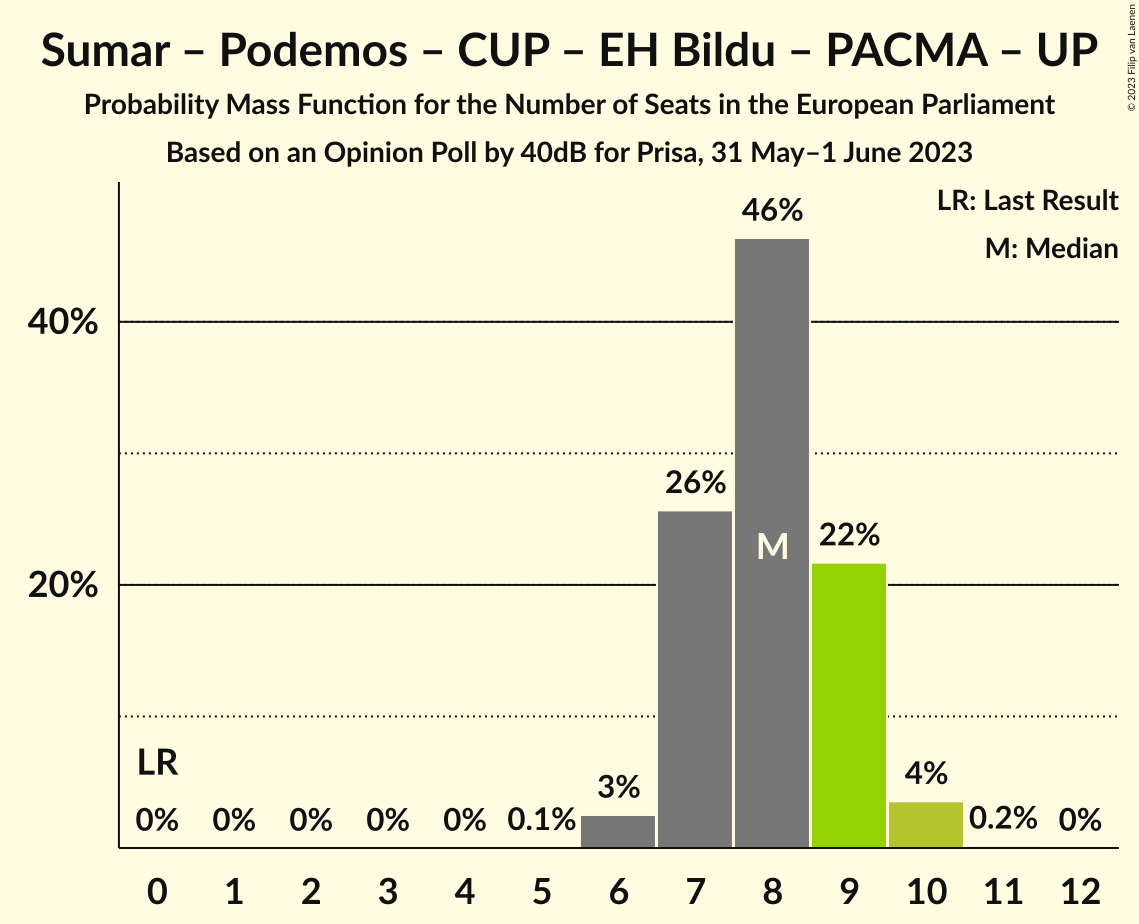 Sumar – Podemos – CUP – EH Bildu – PACMA – UP
Probability Mass Function for the Number of Seats in the European Parliament
Based on an Opinion Poll by 40dB for Prisa, 31 May–1 June 2023
© 2023 Filip van Laenen
LR: Last Result
M: Median
46%
40%
26%
22%
M
20%
LR
4%
3%
0% 0% 0% 0% 0% 0.1% 0.2% 0%
0 1 2 3 4 5 6 7 8 9 10 11 12